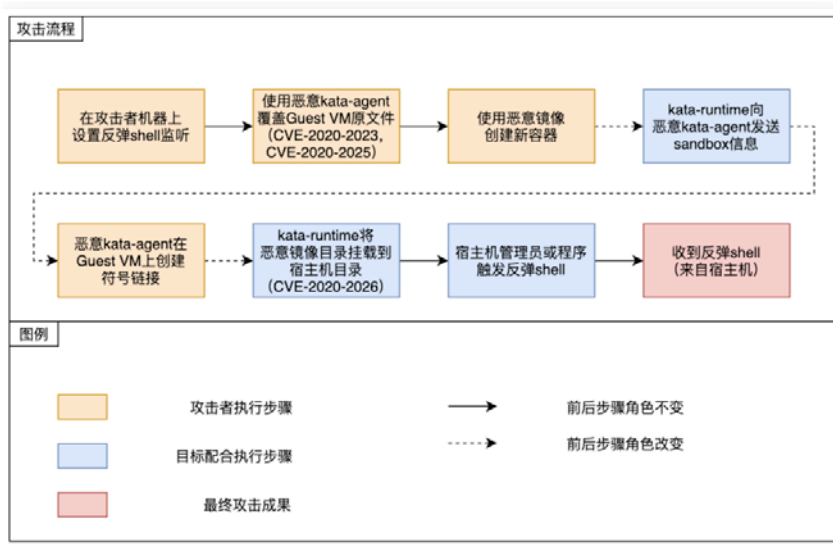 攻击流程
在攻击者机器上
设置反弹shell监听
使用恶意kata-agent
覆盖Guest VM原文件
(CVE-2020-2023,
CVE-2020-2025)
使用恶意镜像
创建新容器
kata-runtime向
恶意kata-agent发送
sandbox信息
恶意kata-agent在
Guest VM上创建
符号链接
kata-runtime将
恶意镜像目录挂载到
宿主机目录
(CVE-2020-2026)
宿主机管理员或程序
触发反弹shell
收到反弹shell
(来自宿主机)
图例
攻击者执行步骤
前后步骤角色不变
目标配合执行步骤
前后步骤角色改变
最终攻击成果